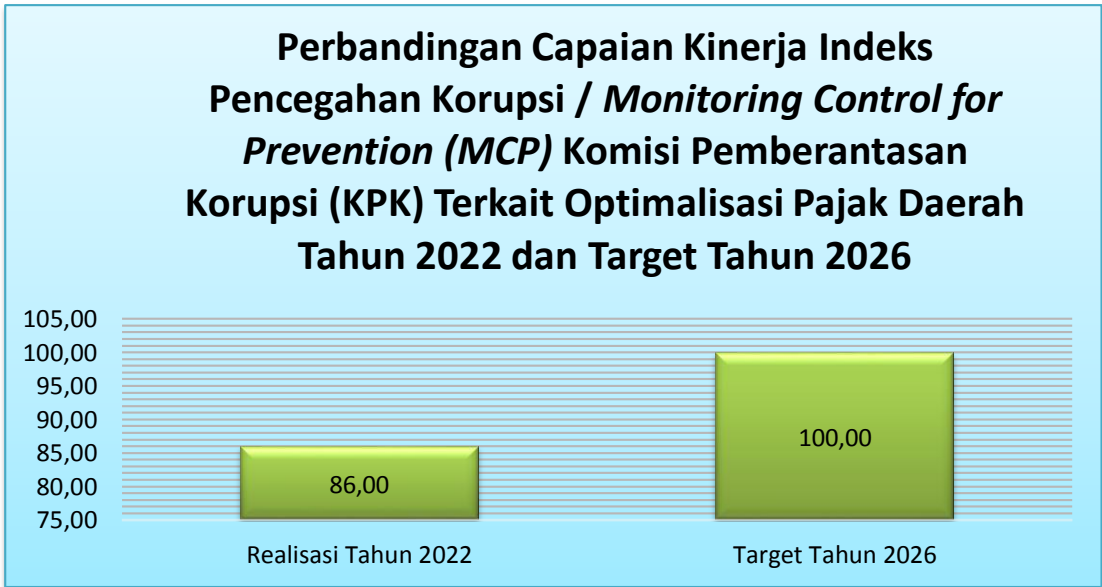 Perbandingan Capaian Kinerja Indeks
Pencegahan Korupsi / Monitoring Control for
Prevention (MCP) Komisi Pemberantasan
Korupsi (KPK) Terkait Optimalisasi Pajak Daerah
Tahun 2022 dan Target Tahun 2026
105,00
100,00
95,00
90,00
85,00
80,00
75,00
86,00
100,00
Realisasi Tahun 2022
Target Tahun 2026